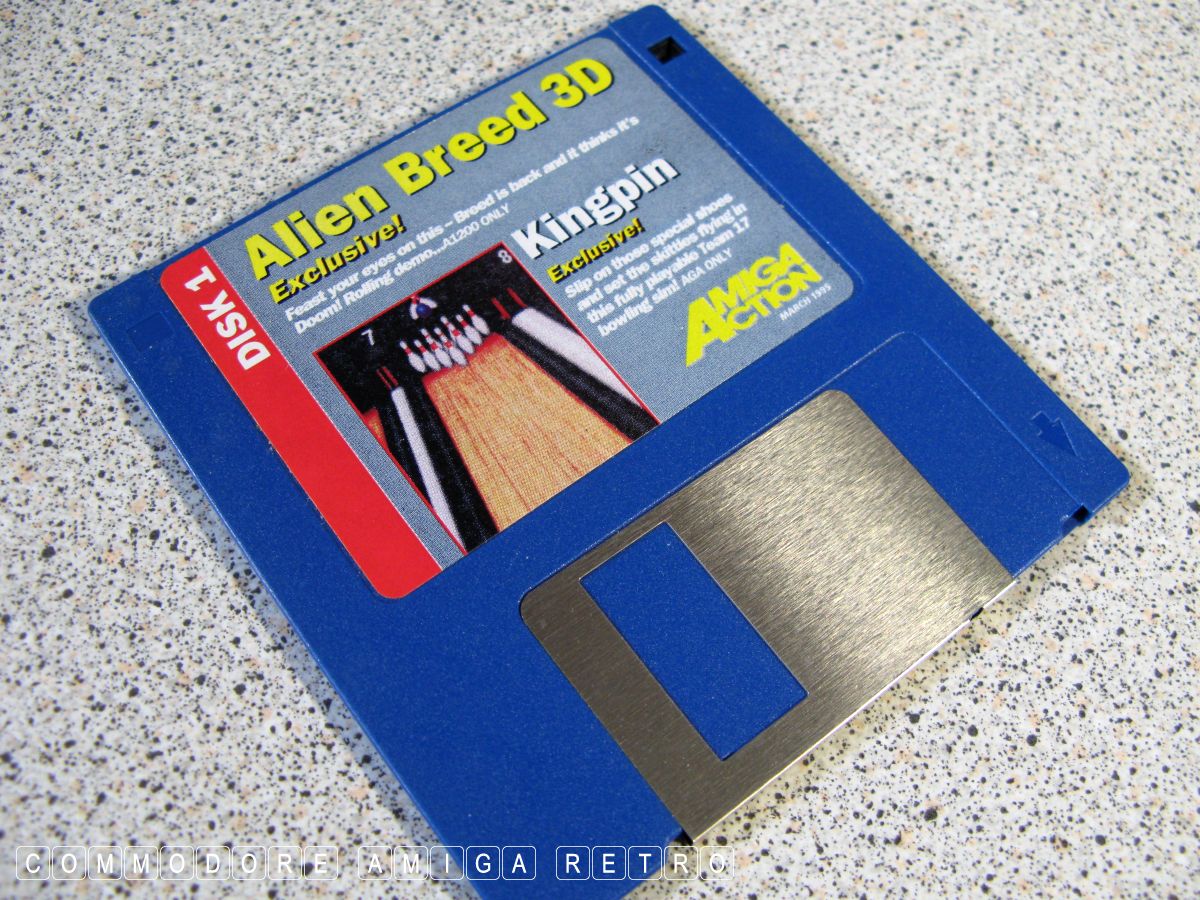 Alien Breed 3D
Exclusive!
Feast your eyes on this – Breed is back and it thinks it's
Doom! Rolling demo...A1200 ONLY
DISK 1
7
8
Kingpin
Exclusive!
Slip on those special shoes
and set the skittles flying in
this fully playable Team 17
bowling sim! AGA ONLY
AMIGA
ACTION
MARCH 1995
COMMODORE AMIGA RETRO